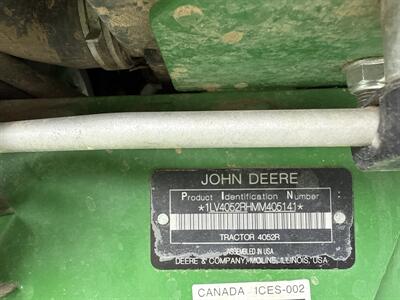 JOHN DEERE
Product Identification Number
*1LV4052RHMM405141*
TRACTOR 4052R
ASSEMBLED IN USA
DEERE & COMPANY, MOLINE, ILLINOIS, USA
CANADA ICES-002